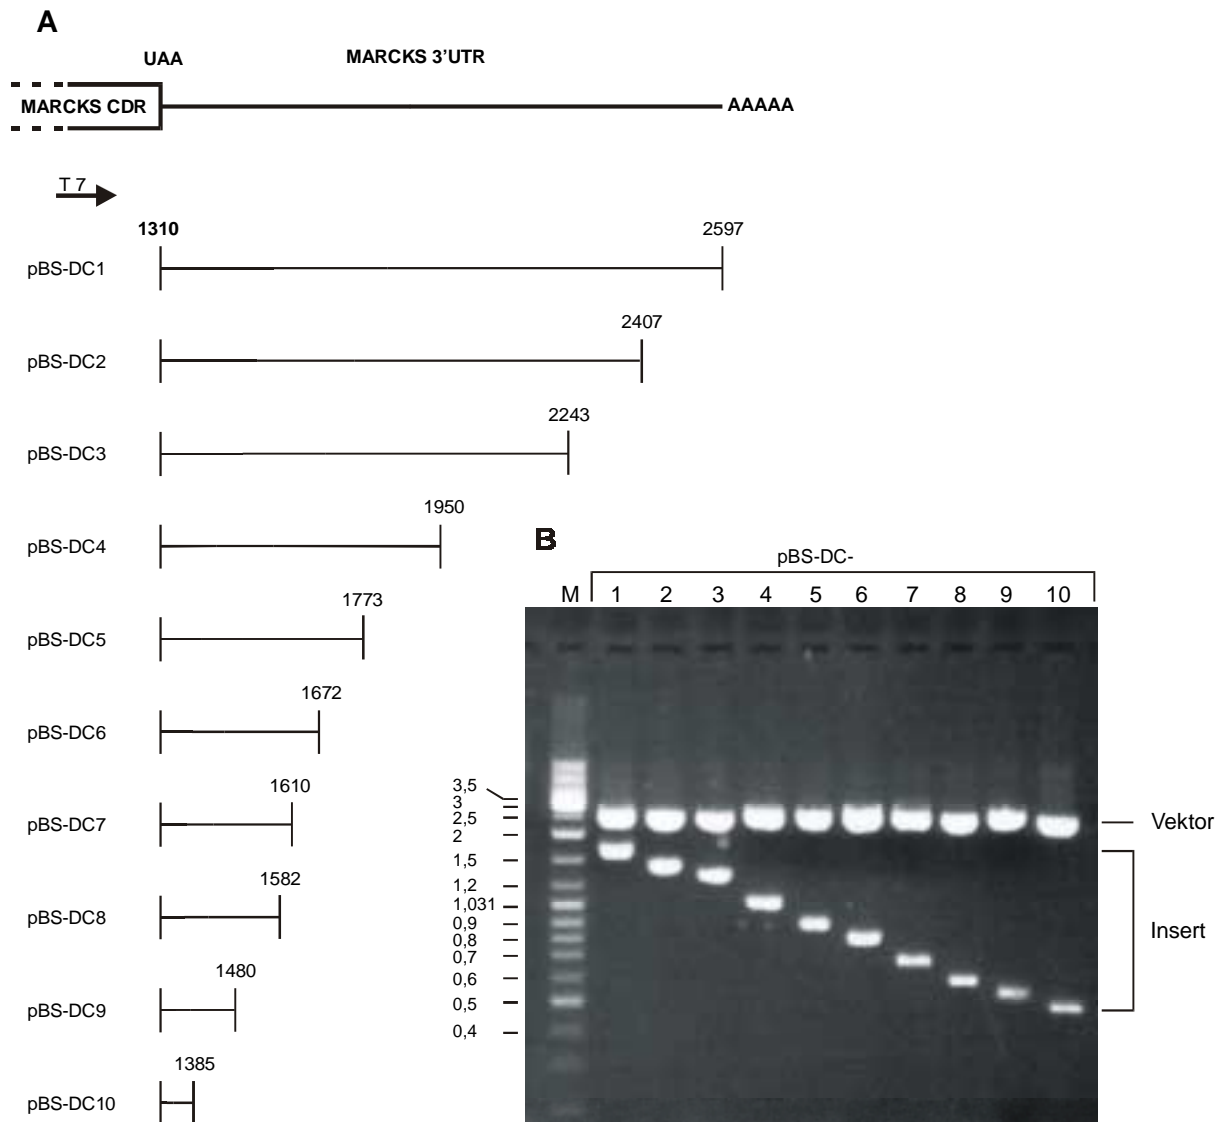 A
UAA MARCKS 3'UTR
MARCKS CDR AAAAA
T 7
1310 2597
pBS-DC1
2407
pBS-DC2
2243
pBS-DC3
1950
pBS-DC4
1773
pBS-DC5
1672
pBS-DC6
1610
pBS-DC7
1582
pBS-DC8
1480
pBS-DC9
1385
pBS-DC10
B
pBS-DC-
M 1 2 3 4 5 6 7 8 9 10
3,5
3
2,5
2
1,5
1,2
1,031
0,9
0,8
0,7
0,6
0,5
0,4
Vektor
Insert